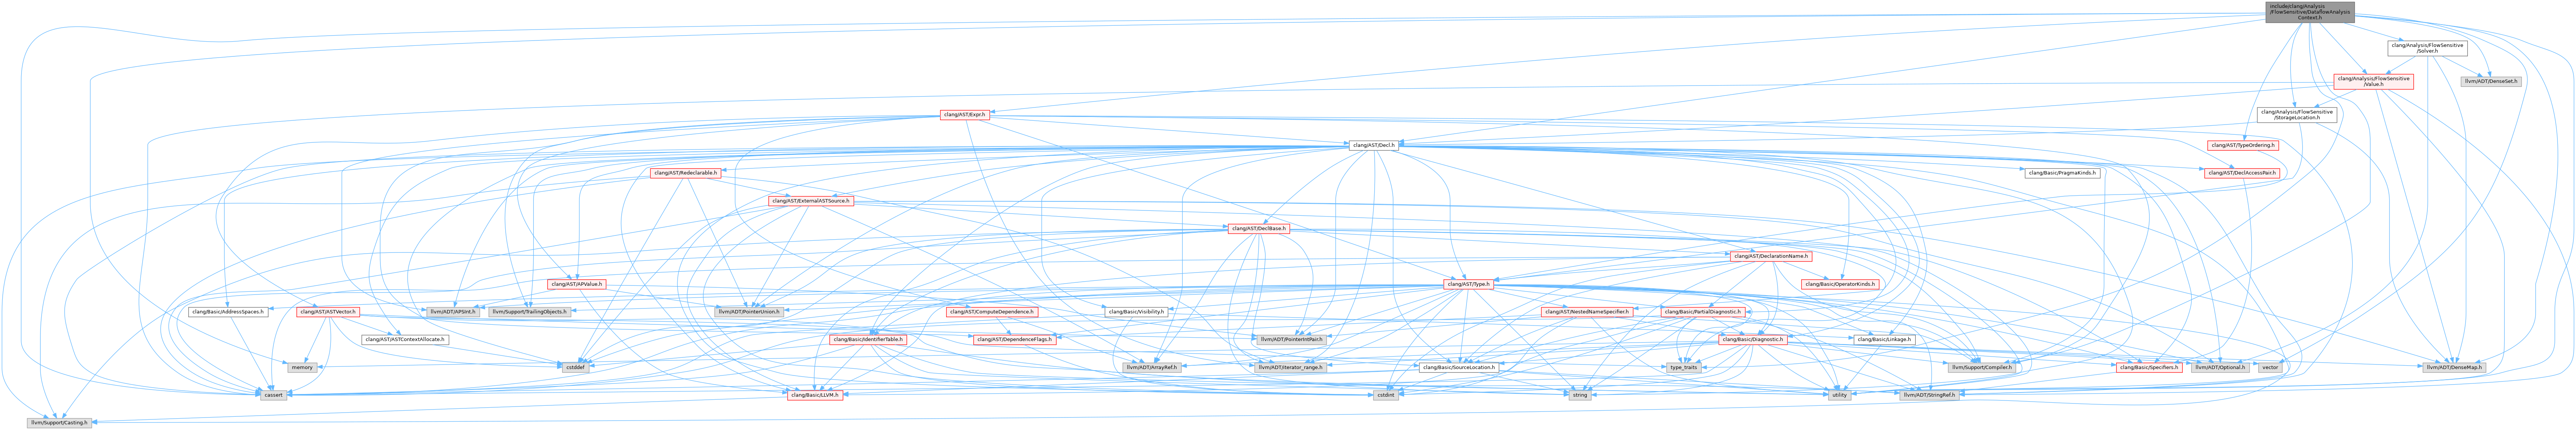 include/clang/Analysis
/FlowSensitive/DataflowAnalysis
Context.h
clang/Analysis/FlowSensitive
/Solver.h
clang/Analysis/FlowSensitive
/Value.h
llvm/ADT/DenseSet.h
clang/AST/Expr.h
clang/Analysis/FlowSensitive
/StorageLocation.h
clang/AST/Decl.h
clang/AST/TypeOrdering.h
clang/AST/Redeclarable.h
clang/Basic/PragmaKinds.h
clang/AST/DeclAccessPair.h
clang/AST/ExternalASTSource.h
clang/AST/DeclBase.h
clang/AST/DeclarationName.h
clang/AST/APValue.h
clang/AST/Type.h
clang/Basic/OperatorKinds.h
clang/Basic/AddressSpaces.h
clang/AST/ASTVector.h
llvm/ADT/APSInt.h
llvm/Support/TrailingObjects.h
llvm/ADT/PointerUnion.h
clang/AST/ComputeDependence.h
clang/Basic/Visibility.h
clang/AST/NestedNameSpecifier.h
clang/Basic/PartialDiagnostic.h
clang/AST/ASTContextAllocate.h
clang/Basic/IdentifierTable.h
clang/AST/DependenceFlags.h
llvm/ADT/PointerIntPair.h
clang/Basic/Diagnostic.h
clang/Basic/Linkage.h
memory
cstddef
llvm/ADT/ArrayRef.h
llvm/ADT/iterator_range.h
clang/Basic/SourceLocation.h
type_traits
llvm/Support/Compiler.h
clang/Basic/Specifiers.h
llvm/ADT/Optional.h
vector
llvm/ADT/DenseMap.h
cassert
clang/Basic/LLVM.h
cstdint
string
utility
llvm/ADT/StringRef.h
llvm/Support/Casting.h